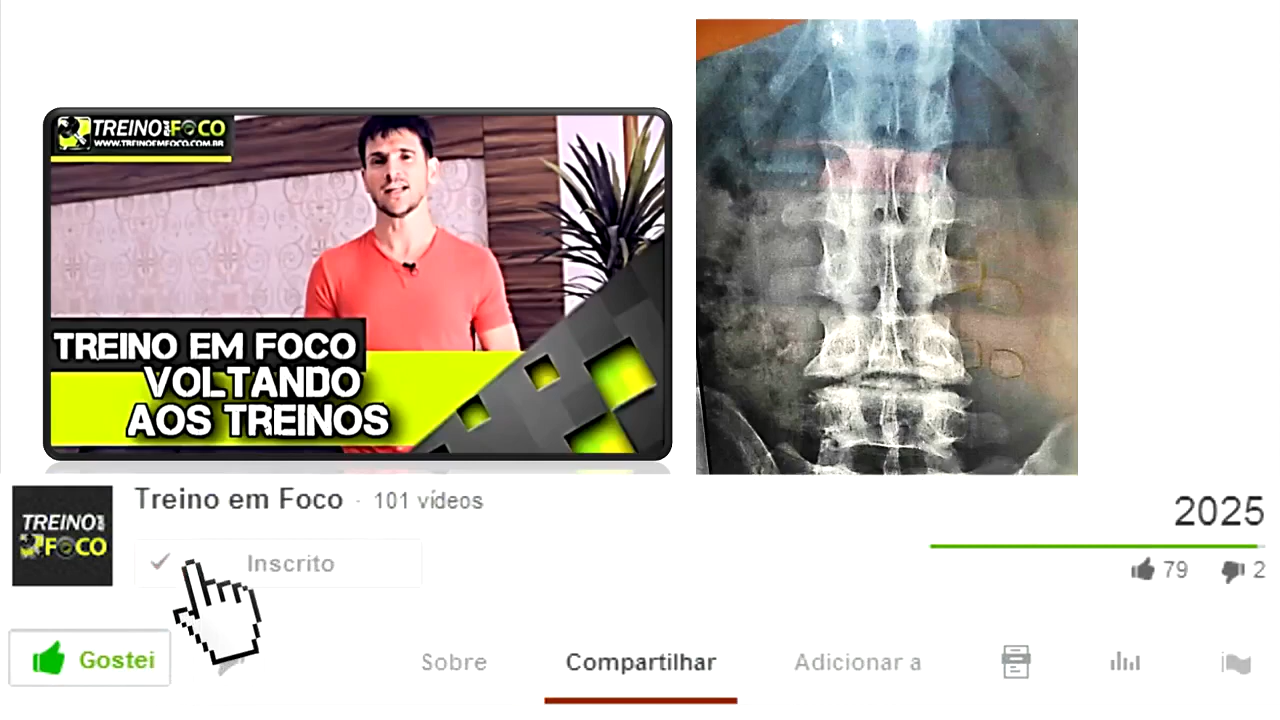 TREINO EM FOCO
WWW.TREINOEMFOCO.COM.BR
TREINO EM FOCO
VOLTANDO
AOS TREINOS
TREINO EM FOCO
Treino em Foco · 101 vídeos
Inscrito
2025
79 2
Gostei
Sobre
Compartilhar
Adicionar a